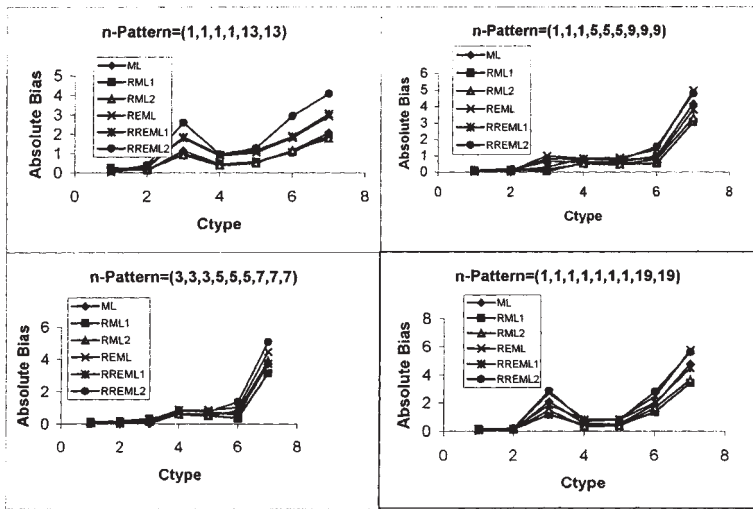 n-Pattern=(1,1,1,1,13,13)
Absolute Bias
5
4
3
2
1
0
ML
RML1
RML2
REML
RREML1
RREML2
0 2 4 6 8
Ctype
n-Pattern=(1,1,1,5,5,5,9,9,9)
Absolute Bias
6
5
4
3
2
1
0
ML
RML1
RML2
REML
RREML1
RREML2
0 2 4 6 8
Ctype
n-Pattern=(3,3,3,5,5,5,7,7,7)
Absolute Bias
6
4
2
0
ML
RML1
RML2
REML
RREML1
RREML2
0 2 4 6 8
Ctype
n-Pattern=(1,1,1,1,1,1,1,19,19)
Absolute Bias
8
6
4
2
0
ML
RML1
RML2
REML
RREML1
RREML2
0 2 4 6 8
Ctype